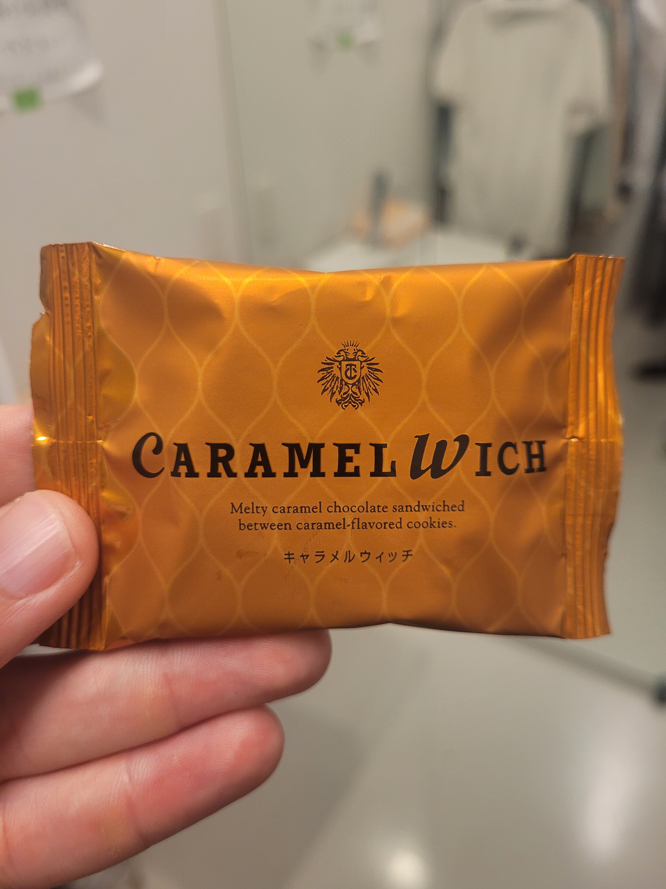 CARAMEL WICH
Melty caramel chocolate sandwiched
between caramel-flavored cookies.
キャラメルウィッチ